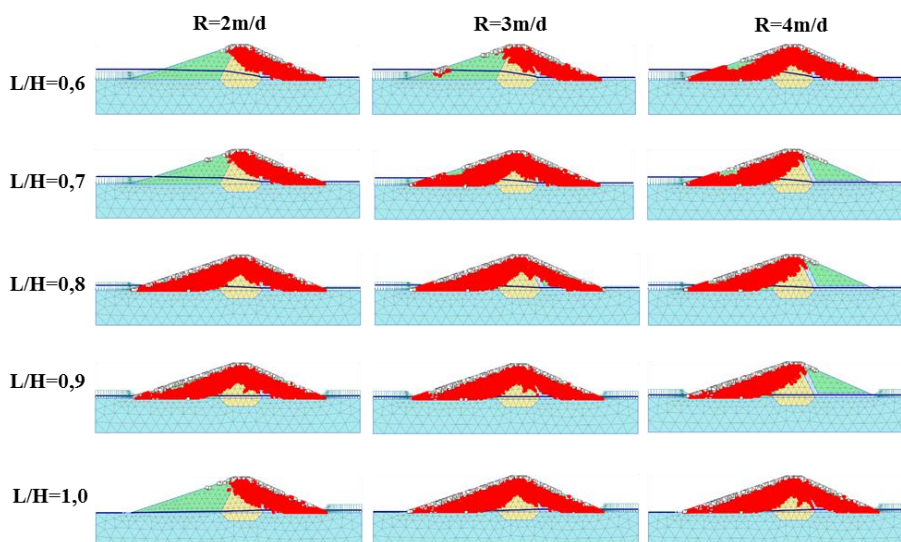 R=2m/d R=3m/d R=4m/d
L/H=0,6
L/H=0,7
L/H=0,8
L/H=0,9
L/H=1,0